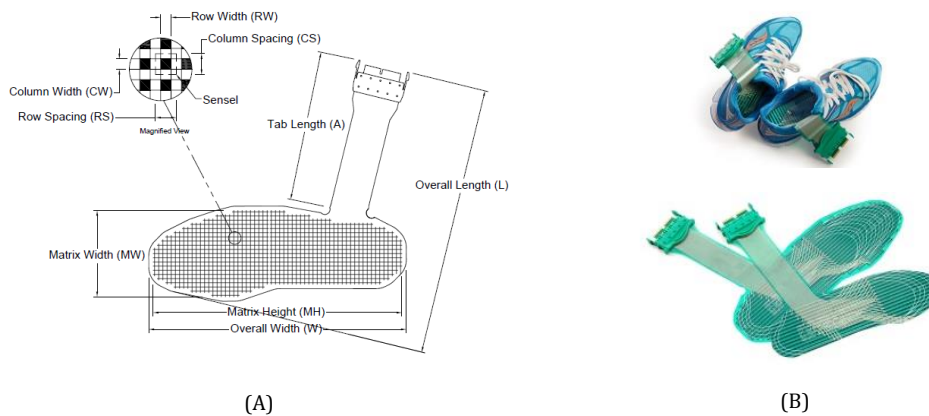 Row Width (RW)
Column Spacing (CS)
Column Width (CW)
Sensel
Row Spacing (RS)
Magnified View
Tab Length (A)
Overall Length (L)
Matrix Width (MW)
Matrix Height (MH)
Overall Width (W)
(A)
(B)